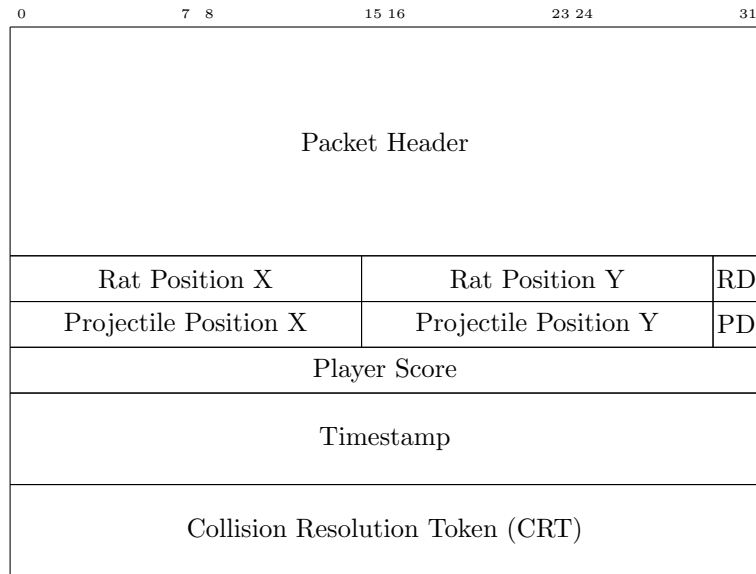 0 7 8 15 16 23 24 31
Packet Header
Rat Position X Rat Position Y RD
Projectile Position X Projectile Position Y PD
Player Score
Timestamp
Collision Resolution Token (CRT)